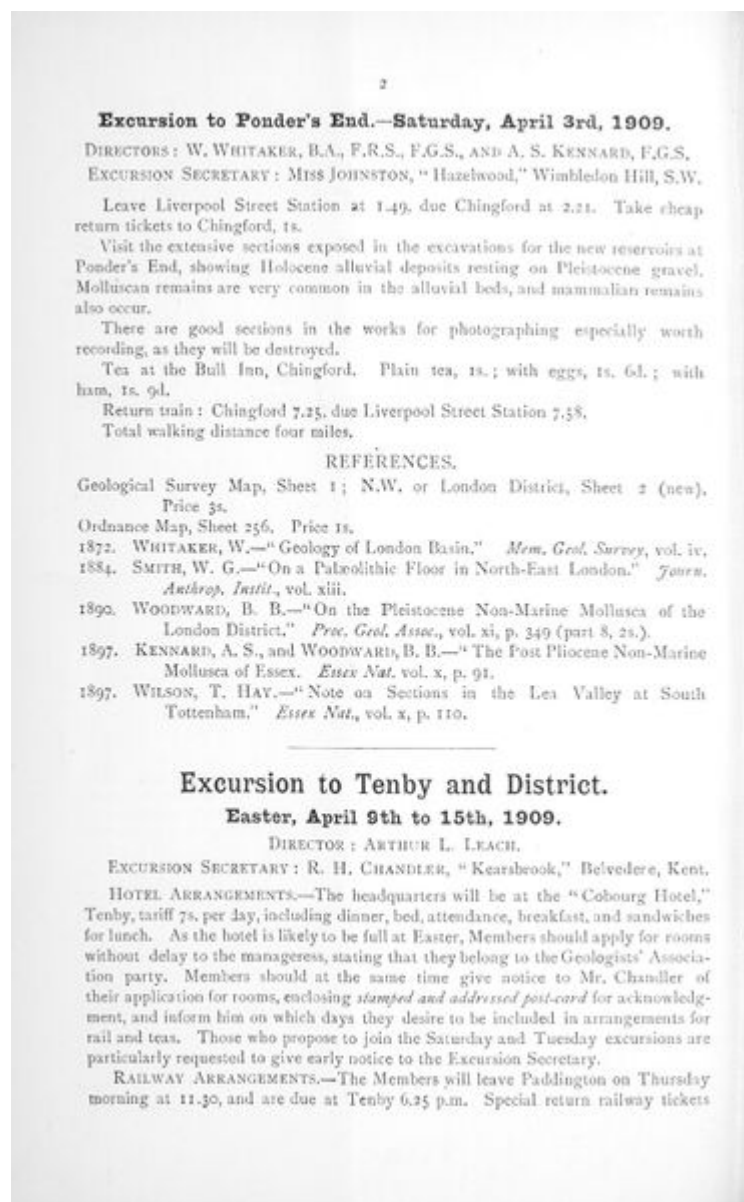 2
Excursion to Ponder's End.—Saturday, April 3rd, 1909.
DIRECTORS : W. WHITAKER, B.A., F.R.S., F.G.S., AND A. S. KENNARD, F.G.S.
EXCURSION SECRETARY : MISS JOHNSTON, " Hazelwood," Wimbledon Hill, S.W.
Leave Liverpool Street Station at 1.49, due Chingford at 2.21. Take cheap
return tickets to Chingford, 1s.
Visit the extensive sections exposed in the excavations for the new reservoirs at
Ponder's End, showing Holocene alluvial deposits resting on Pleistocene gravel.
Molluscan remains are very common in the alluvial beds, and mammalian remains
also occur.
There are good sections in the works for photographing especially worth
recording, as they will be destroyed.
Tea at the Bull Inn, Chingford. Plain tea, 1s. ; with eggs, 1s. 6d. ; with
ham, 1s. 9d.
Return train : Chingford 7.25, due Liverpool Street Station 7.58.
Total walking distance four miles.
REFERENCES.
Geological Survey Map, Sheet 1 ; N.W. or London District, Sheet 2 (new).
Price 3s.
Ordnance Map, Sheet 256. Price 1s.
1872. WHITAKER, W.—" Geology of London Basin." Mem. Geol. Survey, vol. iv.
1884. SMITH, W. G.—"On a Palæolithic Floor in North-East London." Journ.
Anthrop. Instit., vol. xiii.
1890. WOODWARD, B. B.—"On the Pleistocene Non-Marine Mollusca of the
London District." Proc. Geol. Assoc., vol. xi, p. 349 (part 8, 2s.).
1897. KENNARD, A. S., and WOODWARD, B. B.—" The Post Pliocene Non-Marine
Mollusca of Essex. Essex Nat. vol. x, p. 91.
1897. WILSON, T. HAY.—"Note on Sections in the Lea Valley at South
Tottenham." Essex Nat., vol. x, p. 110.
Excursion to Tenby and District.
Easter, April 9th to 15th, 1909.
DIRECTOR : ARTHUR L. LEACH.
EXCURSION SECRETARY : R. H. CHANDLER, " Kearsbrook," Belvedere, Kent.
HOTEL ARRANGEMENTS.—The headquarters will be at the "Cobourg Hotel,"
Tenby, tariff 7s. per day, including dinner, bed, attendance, breakfast, and sandwiches
for lunch. As the hotel is likely to be full at Easter, Members should apply for rooms
without delay to the manageress, stating that they belong to the Geologists' Associa-
tion party. Members should at the same time give notice to Mr. Chandler of
their application for rooms, enclosing stamped and addressed post-card for acknowledg-
ment, and inform him on which days they desire to be included in arrangements for
rail and teas. Those who propose to join the Saturday and Tuesday excursions are
particularly requested to give early notice to the Excursion Secretary.
RAILWAY ARRANGEMENTS.—The Members will leave Paddington on Thursday
morning at 11.30, and are due at Tenby 6.25 p.m. Special return railway tickets